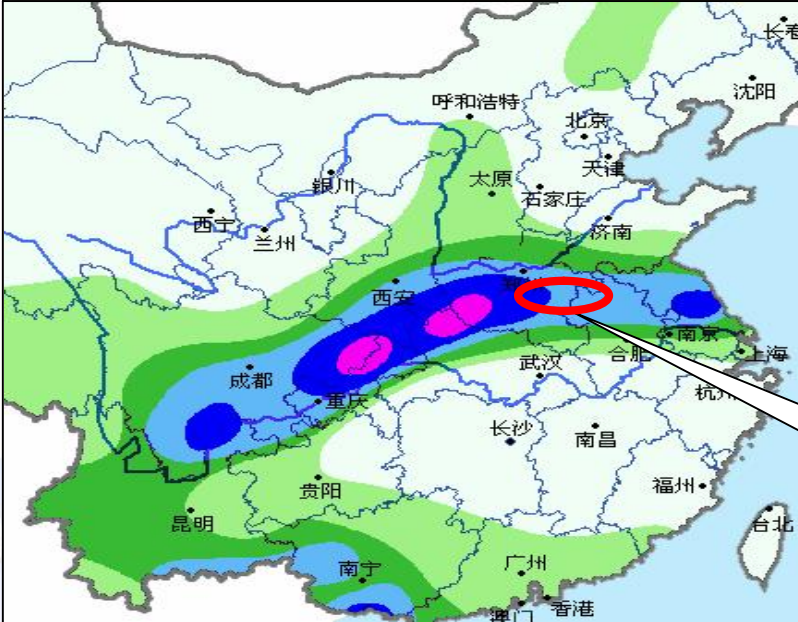 长春
沈阳
呼和浩特
北京
天津
银川
太原
石家庄
西宁
兰州
济南
西安
郑
南京
合肥
上海
成都
武汉
杭州
重庆
长沙
南昌
贵阳
福州
昆明
台北
南宁
广州
香港
澳门